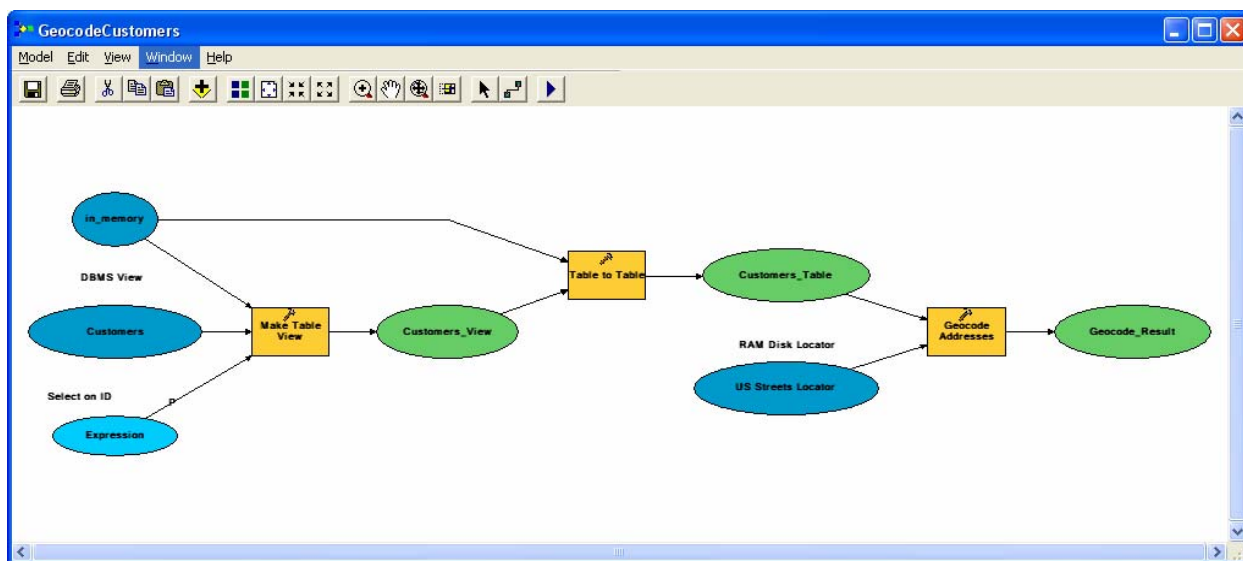 GeocodeCustomers
Model Edit View Window Help
in_memory
DBMS View
Customers
Make Table
View
Customers_View
Select on ID
P
Expression
Table to Table
Customers_Table
RAM Disk Locator
US Streets Locator
Geocode
Addresses
Geocode_Result